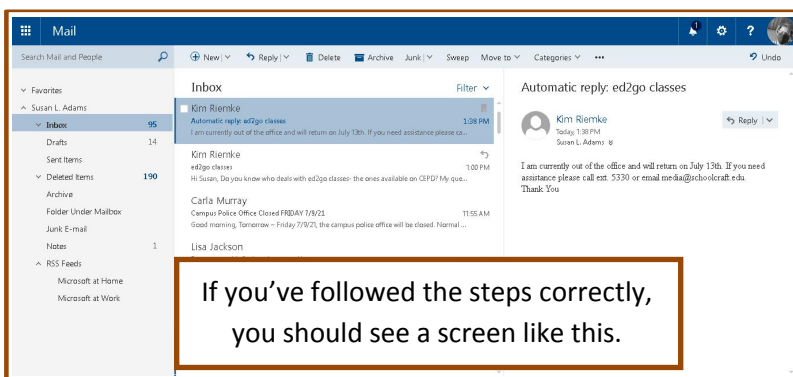 Mail
1
?
Search Mail and People
New
Reply
Delete
Archive
Junk
Sweep
Move to
Categories
•••
Undo
Favorites
Susan L. Adams
Inbox 95
Drafts 14
Sent Items
Deleted Items 190
Archive
Folder Under Mailbox
Junk E-mail
Notes 1
RSS Feeds
Microsoft at Home
Microsoft at Work
Inbox
Filter
Kim Riemke
Automatic reply: ed2go classes 1:38 PM
I am currently out of the office and will return on July 13th. If you need assistance please ca...
Kim Riemke
ed2go classes 1:00 PM
Hi Susan, Do you know who deals with ed2go classes- the ones available on CEPD? My que...
Carla Murray
Campus Police Office Closed FRIDAY 7/9/21 11:55 AM
Good morning, Tomorrow – Friday 7/9/21, the campus police office will be closed. Normal ...
Lisa Jackson
Automatic reply: ed2go classes
Kim Riemke
Today, 1:38 PM
Susan L. Adams
Reply
I am currently out of the office and will return on July 13th. If you need
assistance please call ext. 5330 or email media@schoolcraft.edu.
Thank You
If you’ve followed the steps correctly,
you should see a screen like this.